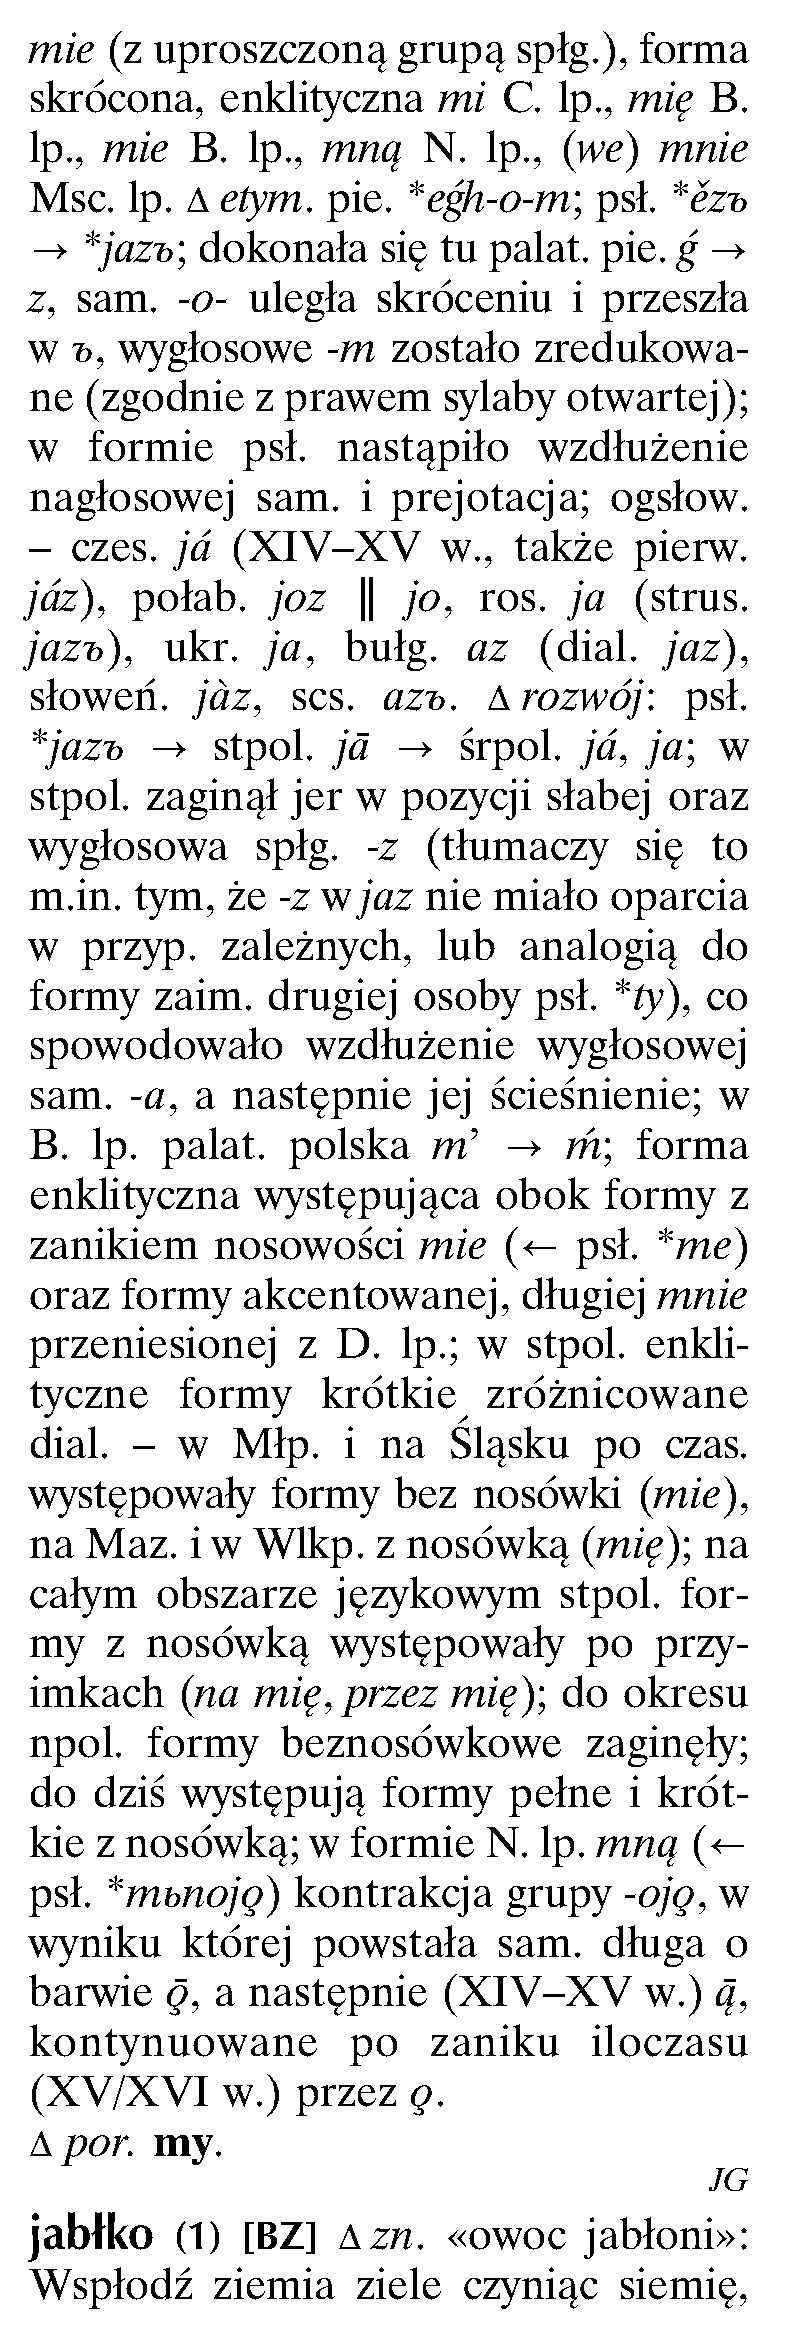 mie (z uproszczoną grupą spłg.), forma
skrócona, enklityczna mi C. lp., mię B.
lp., mie B. lp., mną N. lp., (we) mnie
Msc. lp. Δ etym. pie. *eǵh-o-m; psł. *ězъ
→ *jazъ; dokonała się tu palat. pie. ǵ →
z, sam. -o- uległa skróceniu i przeszła
w ъ, wygłosowe -m zostało zredukowa-
ne (zgodnie z prawem sylaby otwartej);
w formie psł. nastąpiło wzdłużenie
nagłosowej sam. i prejotacja; ogsłow.
– czes. já (XIV–XV w., także pierw.
jáz), połab. joz ‖ jo, ros. ja (strus.
jazъ), ukr. ja, bułg. az (dial. jaz),
słoweń. jàz, scs. azъ. Δ rozwój: psł.
*jazъ → stpol. jā → śrpol. já, ja; w
stpol. zaginął jer w pozycji słabej oraz
wygłosowa spłg. -z (tłumaczy się to
m.in. tym, że -z w jaz nie miało oparcia
w przyp. zależnych, lub analogią do
formy zaim. drugiej osoby psł. *ty), co
spowodowało wzdłużenie wygłosowej
sam. -a, a następnie jej ścieśnienie; w
B. lp. palat. polska m’ → ḿ; forma
enklityczna występująca obok formy z
zanikiem nosowości mie (← psł. *me)
oraz formy akcentowanej, długiej mnie
przeniesionej z D. lp.; w stpol. enkli-
tyczne formy krótkie zróżnicowane
dial. – w Młp. i na Śląsku po czas.
występowały formy bez nosówki (mie),
na Maz. i w Wlkp. z nosówką (mię); na
całym obszarze językowym stpol. for-
my z nosówką występowały po przy-
imkach (na mię, przez mię); do okresu
npol. formy beznosówkowe zaginęły;
do dziś występują formy pełne i krót-
kie z nosówką; w formie N. lp. mną (←
psł. *mьnojǫ) kontrakcja grupy -ojǫ, w
wyniku której powstała sam. długa o
barwie ǭ, a następnie (XIV–XV w.) ą̄,
kontynuowane po zaniku iloczasu
(XV/XVI w.) przez ǫ.
Δ por. my.
JG
jabłko (1) [BZ] Δ zn. «owoc jabłoni»:
Wspłodź ziemia ziele czyniąc siemię,